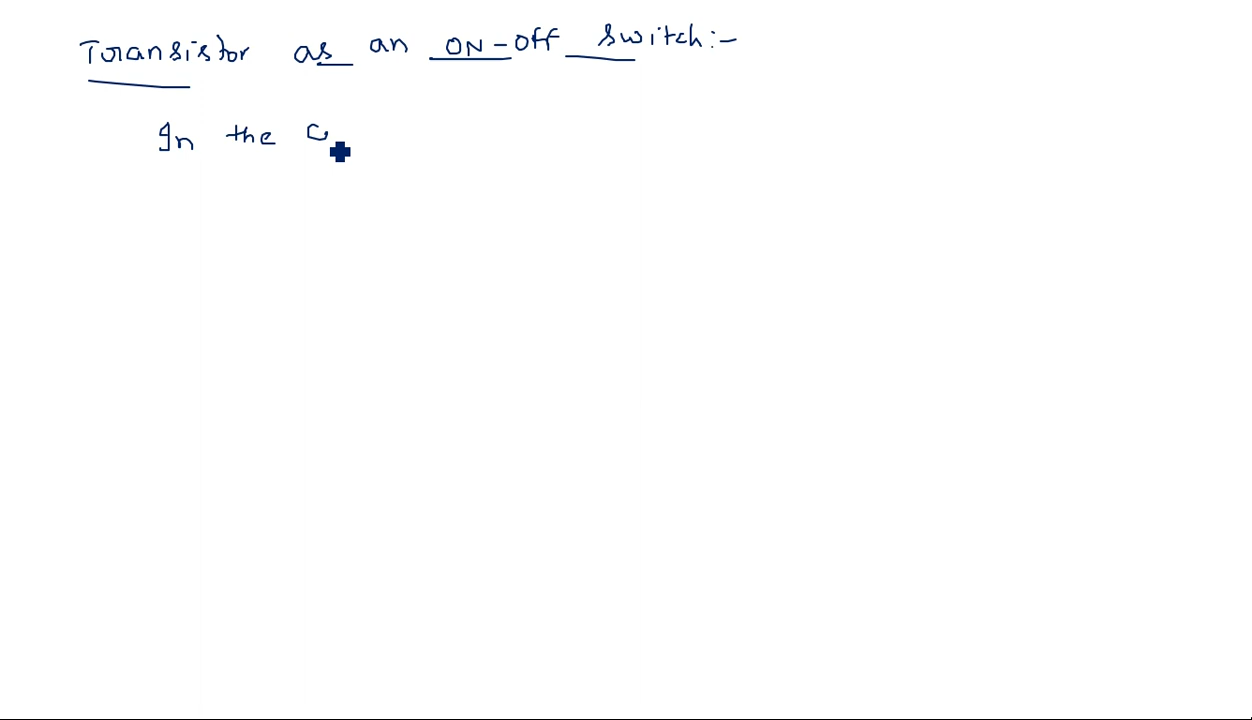 Transistor as an ON-OFF switch:-
In the